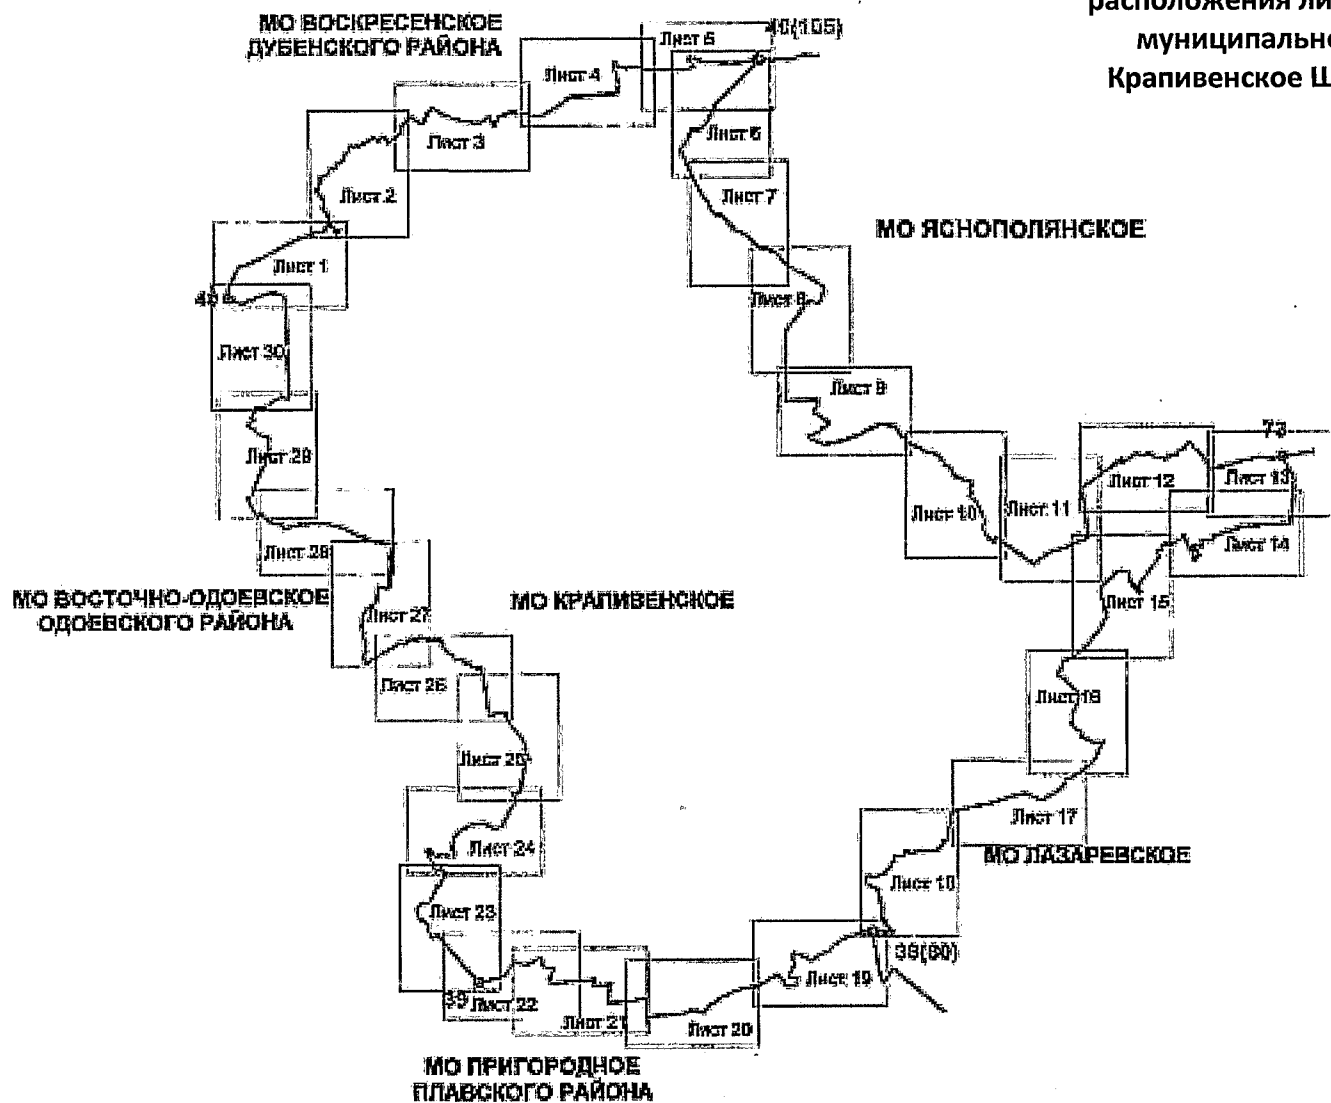 расположения ли
муниципально
Крапивенское Щ
МО ВОСКРЕСЕНСКОЕ
ДУБЕНСКОГО РАЙОНА
Лист 5
40(105)
Лист 4
Лист 6
Лист 3
Лист 2
Лист 7
МО ЯСНОПОЛЯНСКОЕ
Лист 1
Лист 8
Лист 30
Лист 9
73
Лист 29
Лист 12
Лист 13
Лист 10
Лист 11
Лист 28
Лист 14
МО ВОСТОЧНО-ОДОЕВСКОЕ
ОДОЕВСКОГО РАЙОНА
МО КРАПИВЕНСКОЕ
Лист 27
Лист 15
Лист 26
Лист 16
Лист 25
Лист 17
Лист 24
МО ЛАЗАРЕВСКОЕ
Лист 18
Лист 23
Лист 19
39
Лист 22
Лист 21
Лист 20
МО ПРИГОРОДНОЕ
ПЛАВСКОГО РАЙОНА